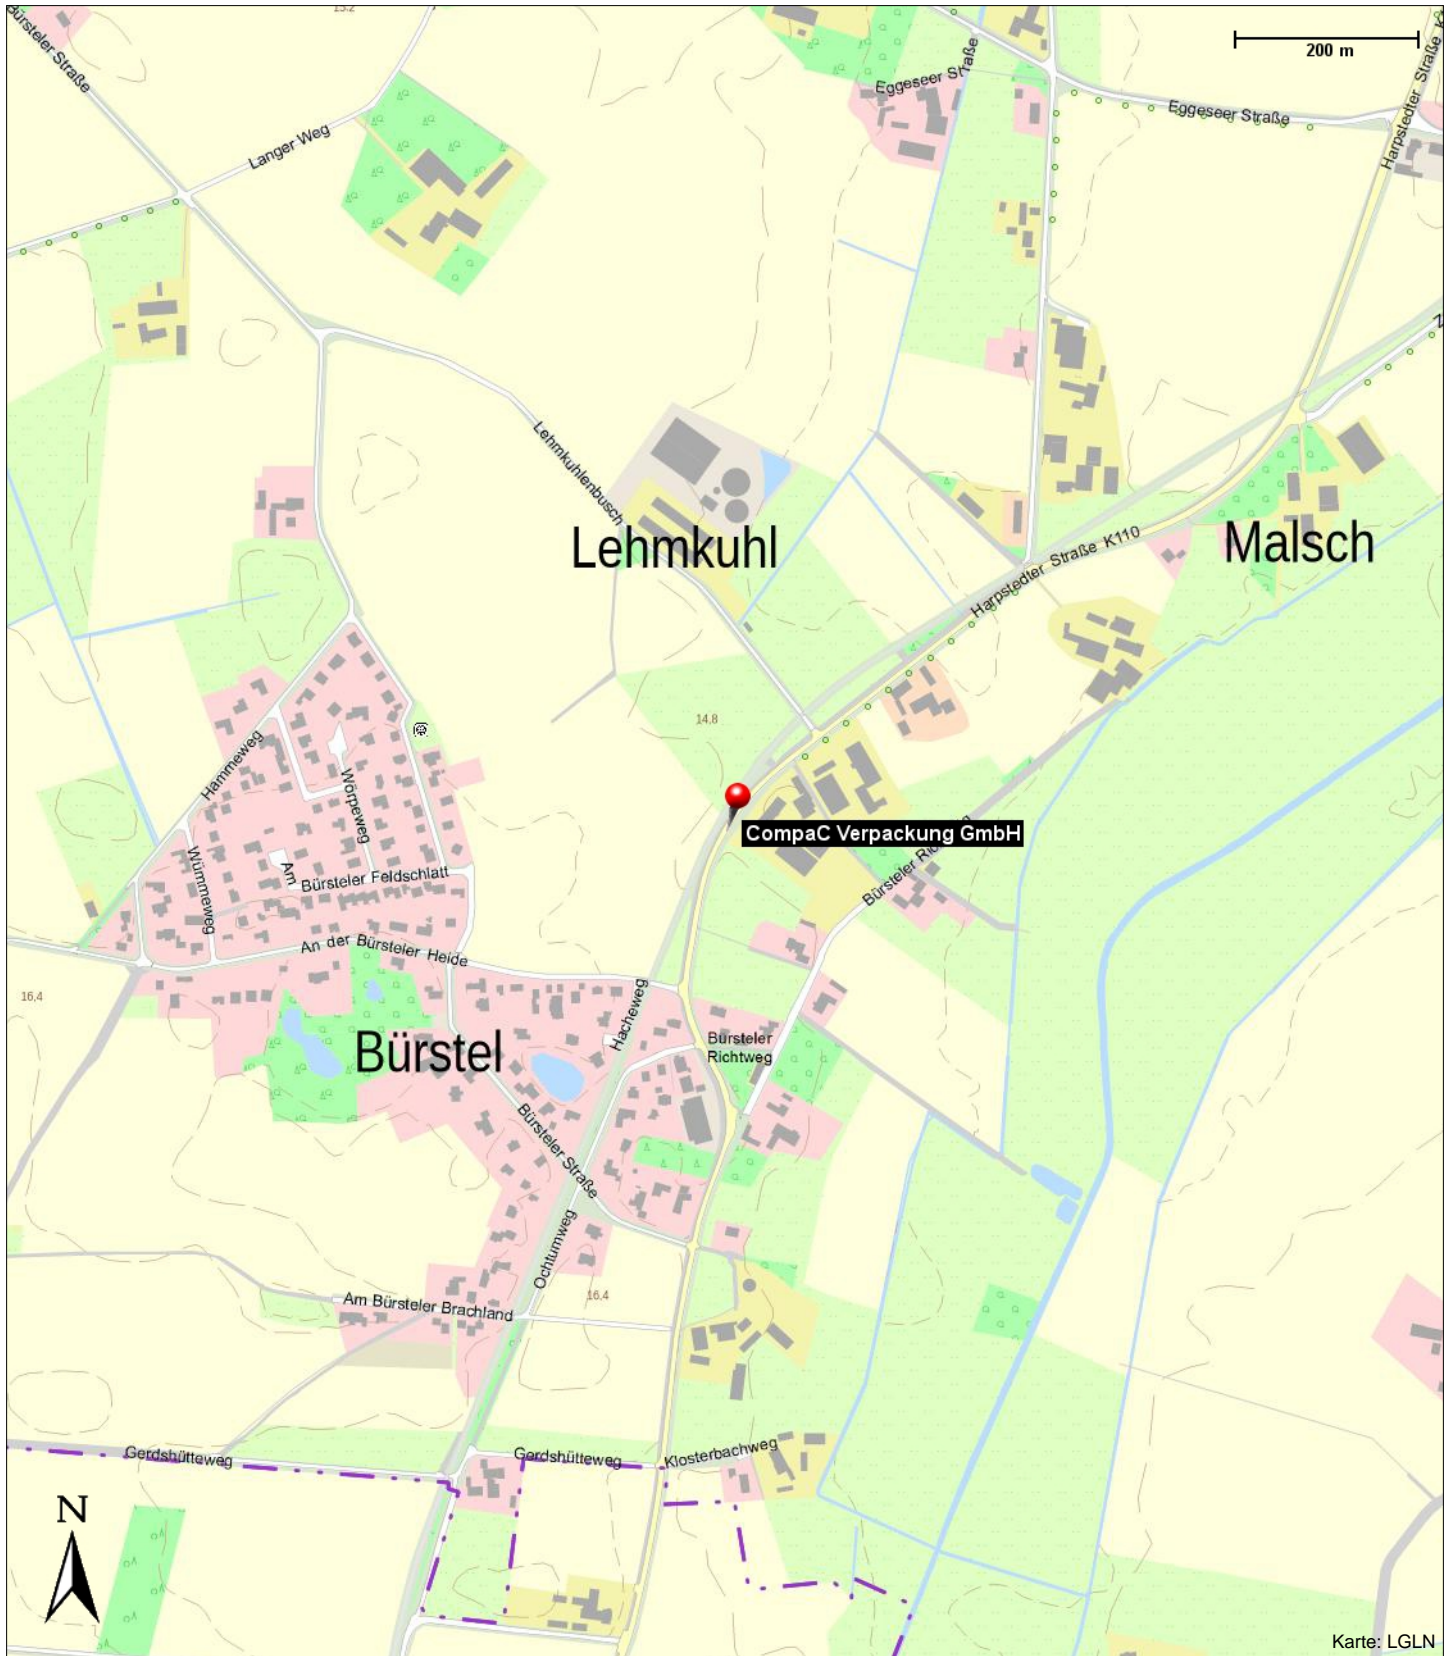 13.2
Bürsteler Straße
200 m
Eggeseer Straße
Eggeseer Straße
Harpstedter Straße
Langer Weg
Lehmkuhlenbusch
Lehmkuhl
Malsch
Harpstedter Straße K110
14.8
Hammeweg
Wörpeweg
CompaC Verpackung GmbH
Wümmeweg
Am
Bürsteler Feldschlatt
Bürsteler
An der Bürsteler Heide
16.4
Hacheweg
Bürstel
Bürsteler
Richtweg
Bürsteler Straße
Ochtumweg
16.4
Am Bürsteler Brachland
Gerdshütteweg
Gerdshütteweg
Klosterbachweg
N
Karte: LGLN